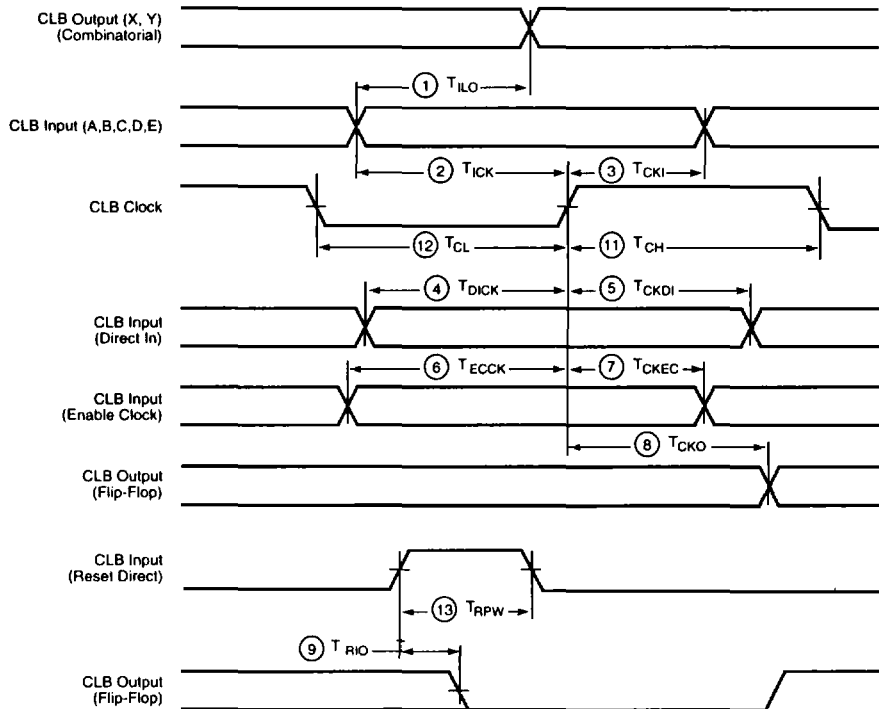 CLB Output (X, Y)
(Combinatorial)
① TILO
CLB Input (A,B,C,D,E)
② TICK
③ TCKI
CLB Clock
⑫ TCL
⑪ TCH
④ TDICK
⑤ TCKDI
CLB Input
(Direct In)
⑥ TECCK
⑦ TCKEC
CLB Input
(Enable Clock)
⑧ TCKO
CLB Output
(Flip-Flop)
CLB Input
(Reset Direct)
⑬ TRPW
⑨ TRIO
CLB Output
(Flip-Flop)